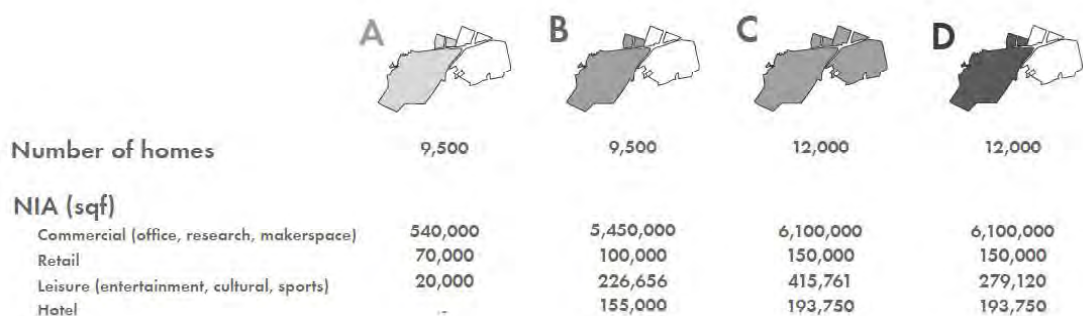 A B C D
Number of homes 9,500 9,500 12,000 12,000
NIA (sqf)
Commercial (office, research, makerspace) 540,000 5,450,000 6,100,000 6,100,000
Retail 70,000 100,000 150,000 150,000
Leisure (entertainment, cultural, sports) 20,000 226,656 415,761 279,120
Hotel -- 155,000 193,750 193,750